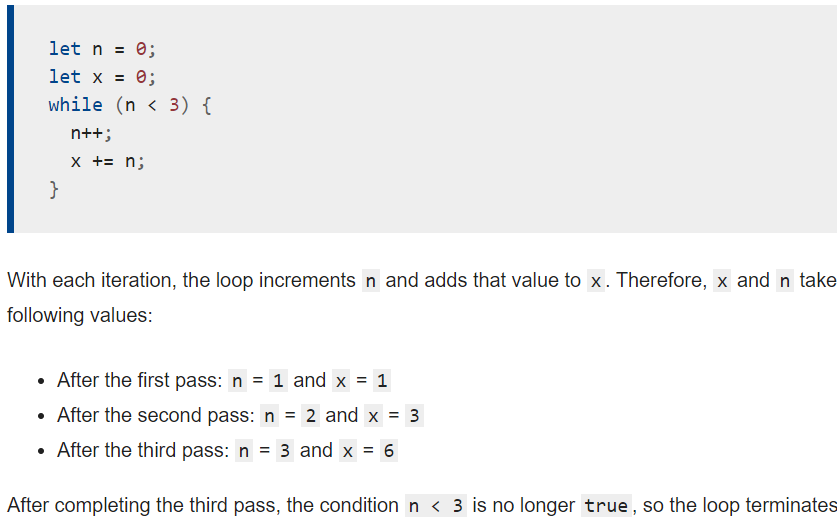 let n = 0;
let x = 0;
while (n < 3) {
  n++;
  x += n;
}
With each iteration, the loop increments n and adds that value to x. Therefore, x and n take
following values:
• After the first pass: n = 1 and x = 1
• After the second pass: n = 2 and x = 3
• After the third pass: n = 3 and x = 6
After completing the third pass, the condition n < 3 is no longer true, so the loop terminates